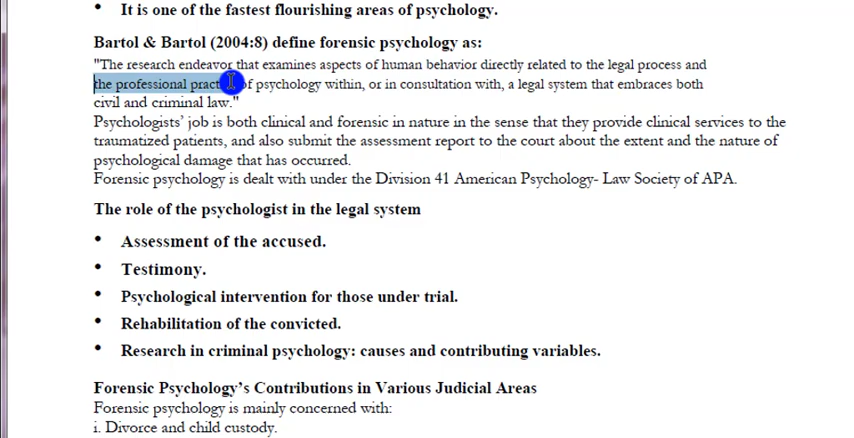 • It is one of the fastest flourishing areas of psychology.
Bartol & Bartol (2004:8) define forensic psychology as:
"The research endeavor that examines aspects of human behavior directly related to the legal process and
the professional pract of psychology within, or in consultation with, a legal system that embraces both
civil and criminal law."
Psychologists' job is both clinical and forensic in nature in the sense that they provide clinical services to the
traumatized patients, and also submit the assessment report to the court about the extent and the nature of
psychological damage that has occurred.
Forensic psychology is dealt with under the Division 41 American Psychology- Law Society of APA.
The role of the psychologist in the legal system
• Assessment of the accused.
• Testimony.
• Psychological intervention for those under trial.
• Rehabilitation of the convicted.
• Research in criminal psychology: causes and contributing variables.
Forensic Psychology's Contributions in Various Judicial Areas
Forensic psychology is mainly concerned with:
i. Divorce and child custody.